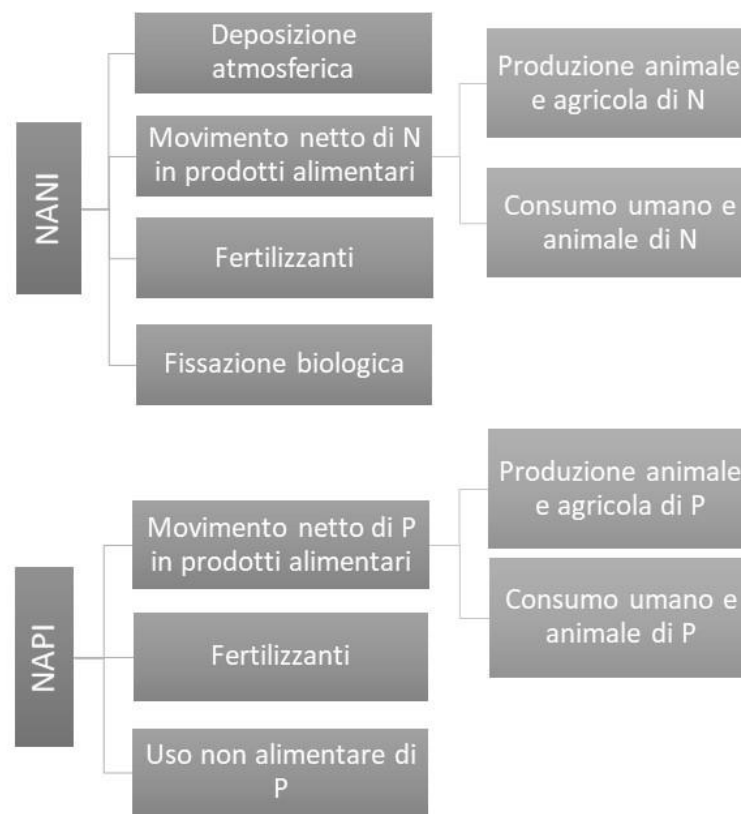 NANI
Deposizione
atmosferica
Movimento netto di N
in prodotti alimentari
Produzione animale
e agricola di N
Consumo umano e
animale di N
Fertilizzanti
Fissazione biologica
NAPI
Movimento netto di P
in prodotti alimentari
Produzione animale
e agricola di P
Consumo umano e
animale di P
Fertilizzanti
Uso non alimentare di
P